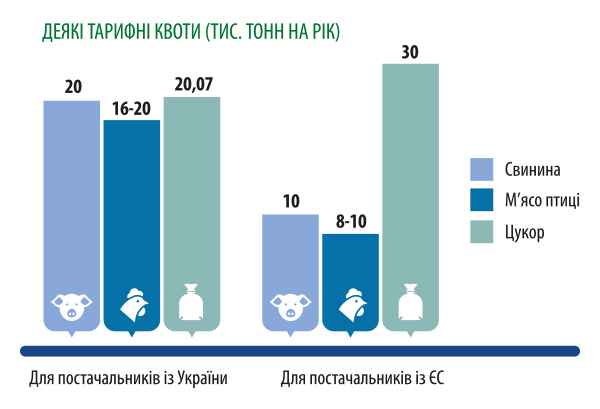 ДЕЯКІ ТАРИФНІ КВОТИ (ТИС. ТОНН НА РІК)
20
16-20
20,07
10
8-10
30
Свинина
М'ясо птиці
Цукор
Для постачальників із України
Для постачальників із ЄС